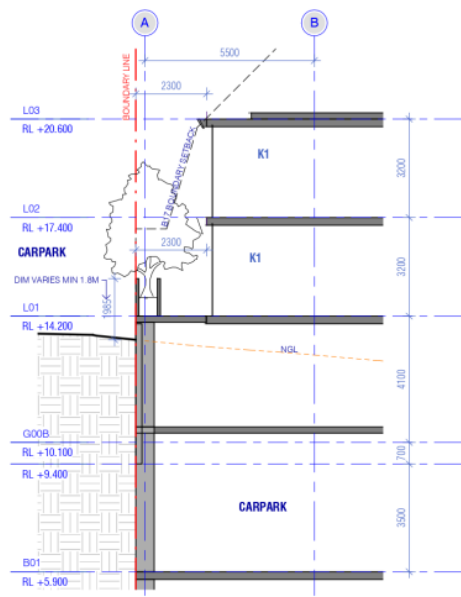 A
B
5500
BOUNDARY LINE
2300
L03
RL +20.600
B17 BOUNDARY SETBACK
K1
3200
L02
RL +17.400
CARPARK
2300
K1
DIM VARIES MIN 1.8M
1985
3200
L01
RL +14.200
NGL
4100
G00B
RL +10.100
700
RL +9.400
CARPARK
3500
B01
RL +5.900